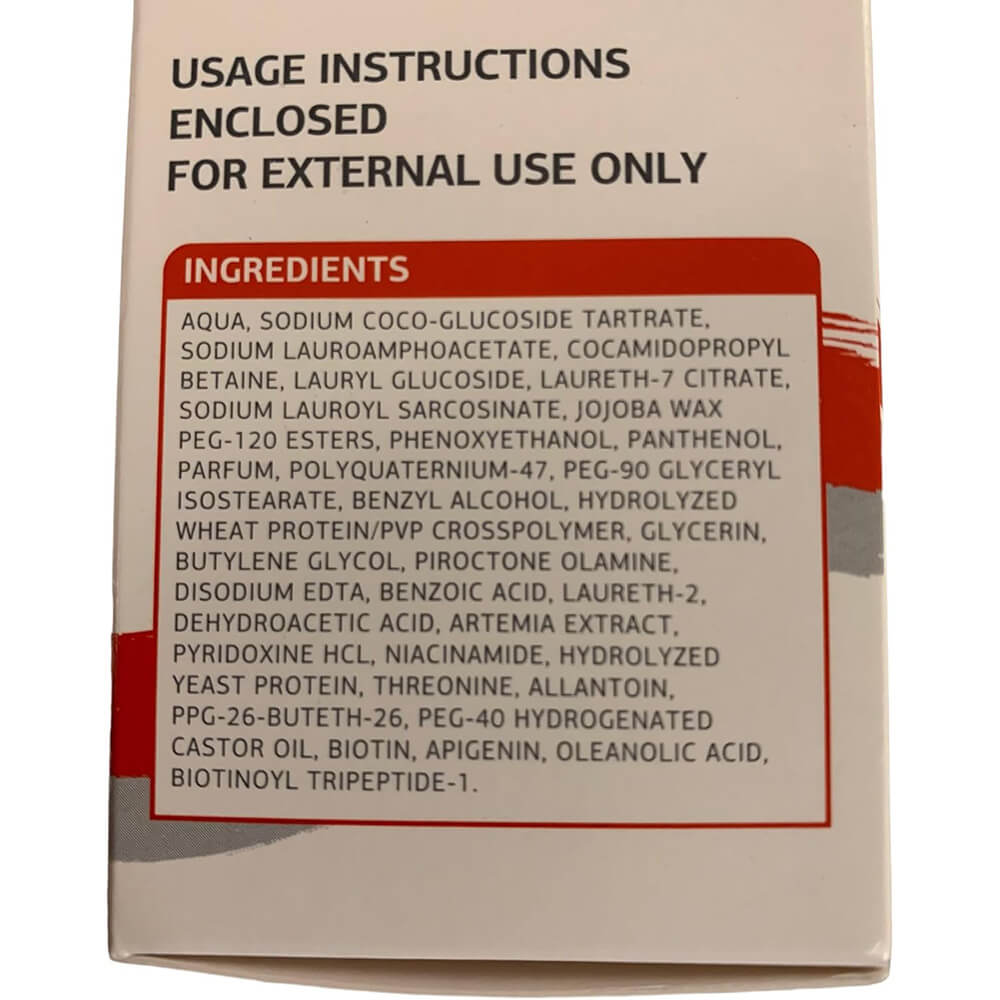 USAGE INSTRUCTIONS
ENCLOSED
FOR EXTERNAL USE ONLY
INGREDIENTS
AQUA, SODIUM COCO-GLUCOSIDE TARTRATE,
SODIUM LAUROAMPHOACETATE, COCAMIDOPROPYL
BETAINE, LAURYL GLUCOSIDE, LAURETH-7 CITRATE,
SODIUM LAUROYL SARCOSINATE, JOJOBA WAX
PEG-120 ESTERS, PHENOXYETHANOL, PANTHENOL,
PARFUM, POLYQUATERNIUM-47, PEG-90 GLYCERYL
ISOSTEARATE, BENZYL ALCOHOL, HYDROLYZED
WHEAT PROTEIN/PVP CROSSPOLYMER, GLYCERIN,
BUTYLENE GLYCOL, PIROCTONE OLAMINE,
DISODIUM EDTA, BENZOIC ACID, LAURETH-2,
DEHYDROACETIC ACID, ARTEMIA EXTRACT,
PYRIDOXINE HCL, NIACINAMIDE, HYDROLYZED
YEAST PROTEIN, THREONINE, ALLANTOIN,
PPG-26-BUTETH-26, PEG-40 HYDROGENATED
CASTOR OIL, BIOTIN, APIGENIN, OLEANOLIC ACID,
BIOTINOYL TRIPEPTIDE-1.